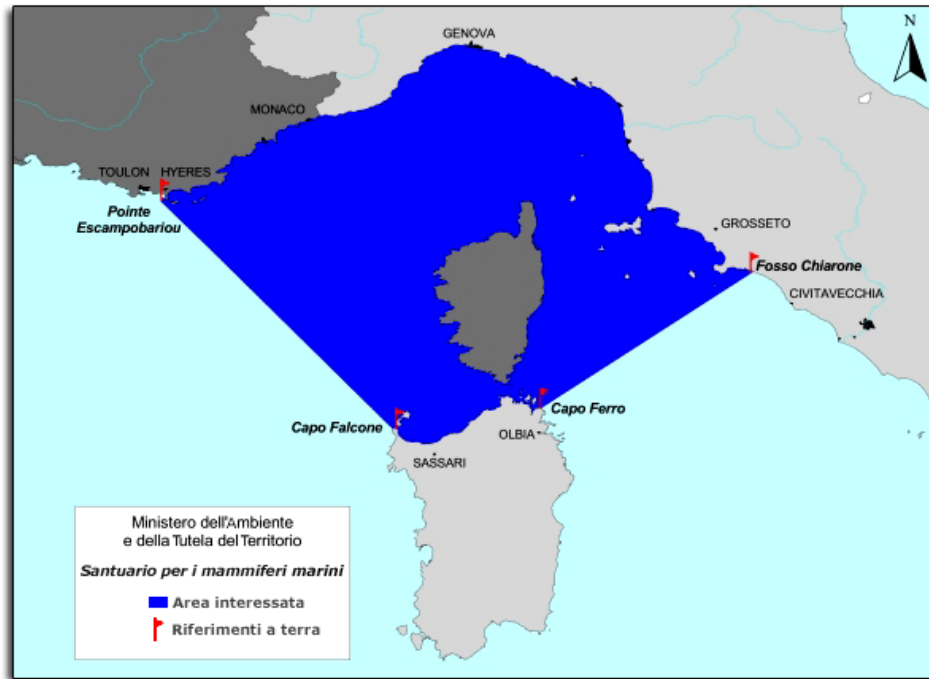 N
GENOVA
MONACO
TOULON HYERES
Pointe
Escampobariou
GROSSETO
Fosso Chiarone
CIVITAVECCHIA
Capo Ferro
Capo Falcone
OLBIA
SASSARI
Ministero dell'Ambiente
e della Tutela del Territorio
Santuario per i mammiferi marini
Area interessata
Riferimenti a terra